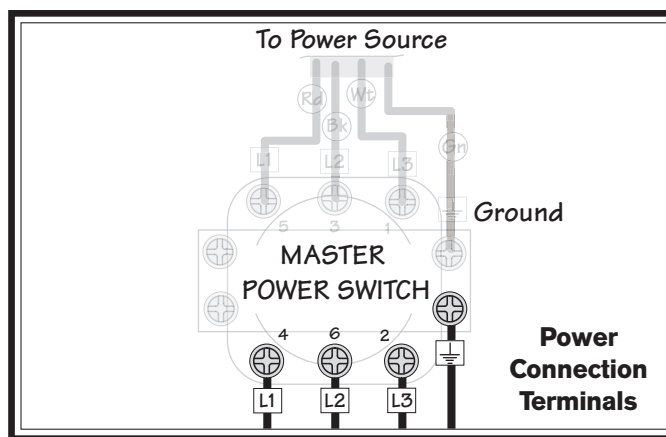 To Power Source
Rd
Wt
Bk
Gn
L1
L2
L3
Ground
5
3
1
MASTER
POWER SWITCH
4
6
2
Power
Connection
Terminals
L1
L2
L3